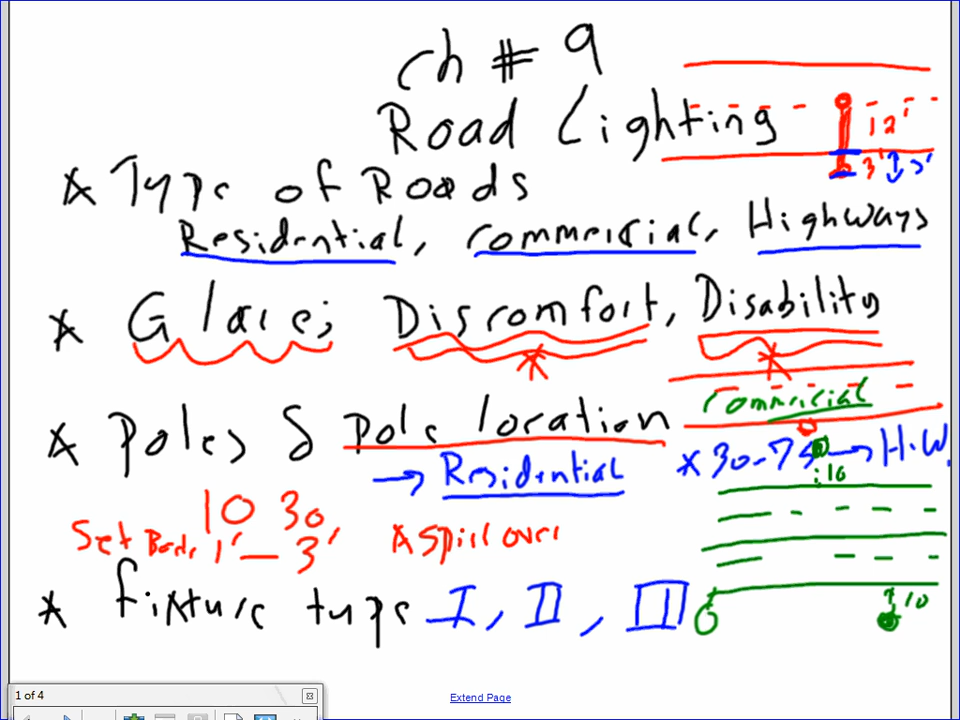 ch # 9
Road Lighting
12'
3'
* Type of Roads
Residential, commercial, Highways
* Glare; Discomfort, Disability
commercial
* Poles & pole location
→ Residential
* 30-75 → H.W.
10
10 30'
Set Back 1' — 3'
* Spill over
* fixture type I, II, III
10
1 of 4
Extend Page